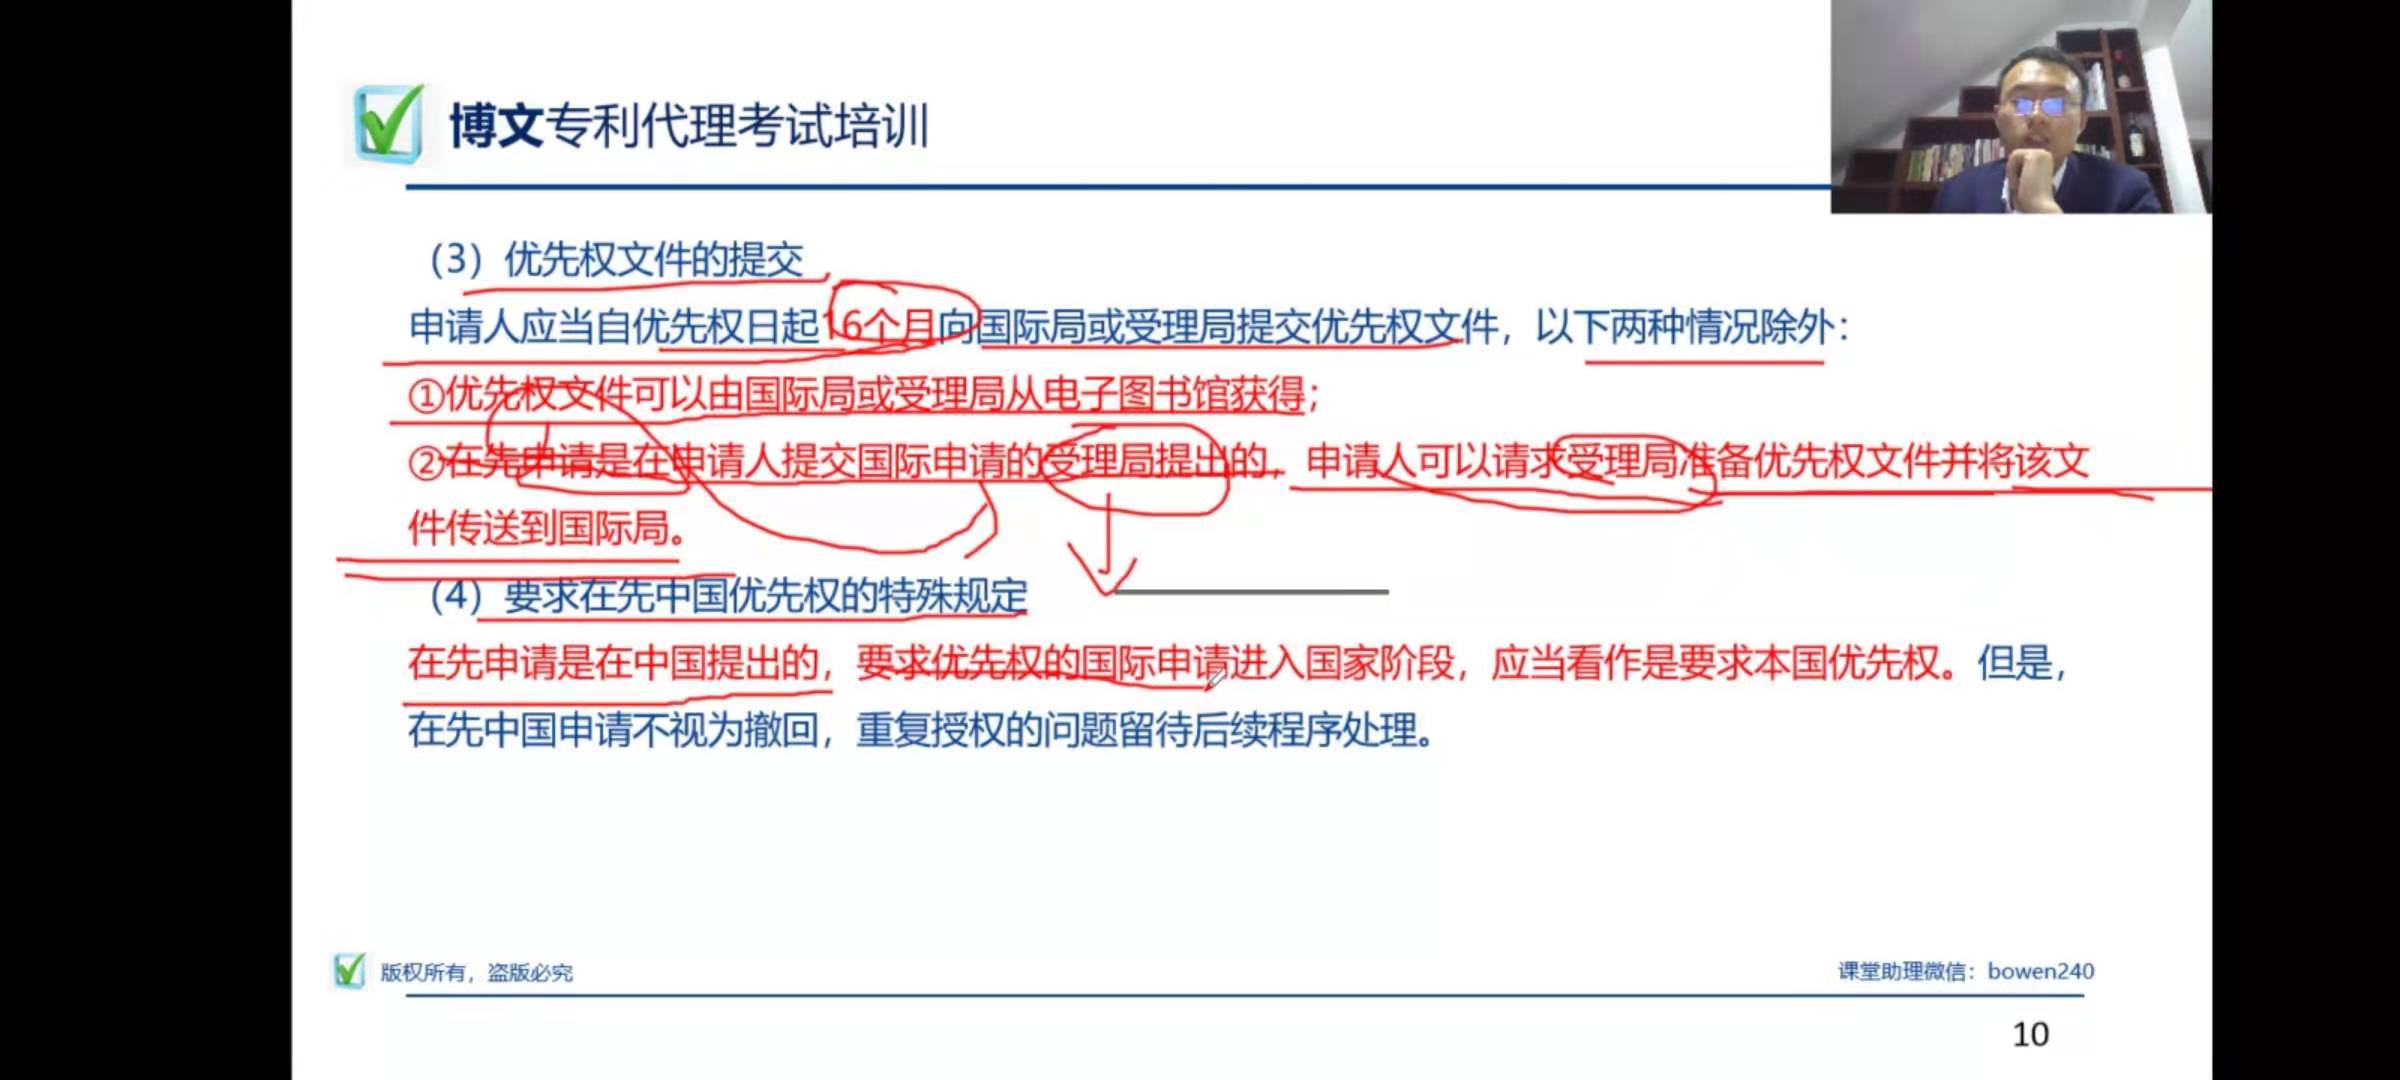 博文专利代理考试培训
（3）优先权文件的提交
申请人应当自优先权日起16个月向国际局或受理局提交优先权文件，以下两种情况除外：
①优先权文件可以由国际局或受理局从电子图书馆获得；
②在先申请是在申请人提交国际申请的受理局提出的，申请人可以请求受理局准备优先权文件并将该文
件传送到国际局。
（4）要求在先中国优先权的特殊规定
在先申请是在中国提出的，要求优先权的国际申请进入国家阶段，应当看作是要求本国优先权。但是，
在先中国申请不视为撤回，重复授权的问题留待后续程序处理。
版权所有，盗版必究
课堂助理微信：bowen240
10